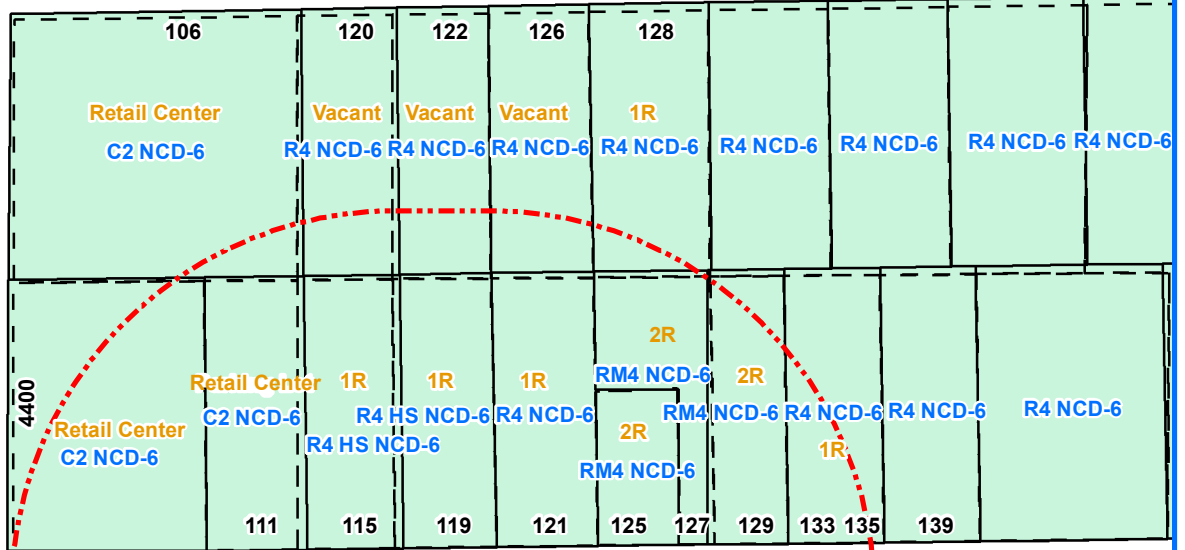 106
120
122
126
128
Retail Center
Vacant
Vacant
Vacant
1R
C2 NCD-6
R4 NCD-6
R4 NCD-6
R4 NCD-6
R4 NCD-6
R4 NCD-6
R4 NCD-6
R4 NCD-6
R4 NCD-6
4400
2R
RM4 NCD-6
Retail Center
1R
1R
1R
2R
C2 NCD-6
R4 HS NCD-6
R4 NCD-6
RM4 NCD-6
R4 NCD-6
R4 NCD-6
R4 NCD-6
Retail Center
R4 HS NCD-6
2R
1R
C2 NCD-6
RM4 NCD-6
111
115
119
121
125
127
129
133
135
139